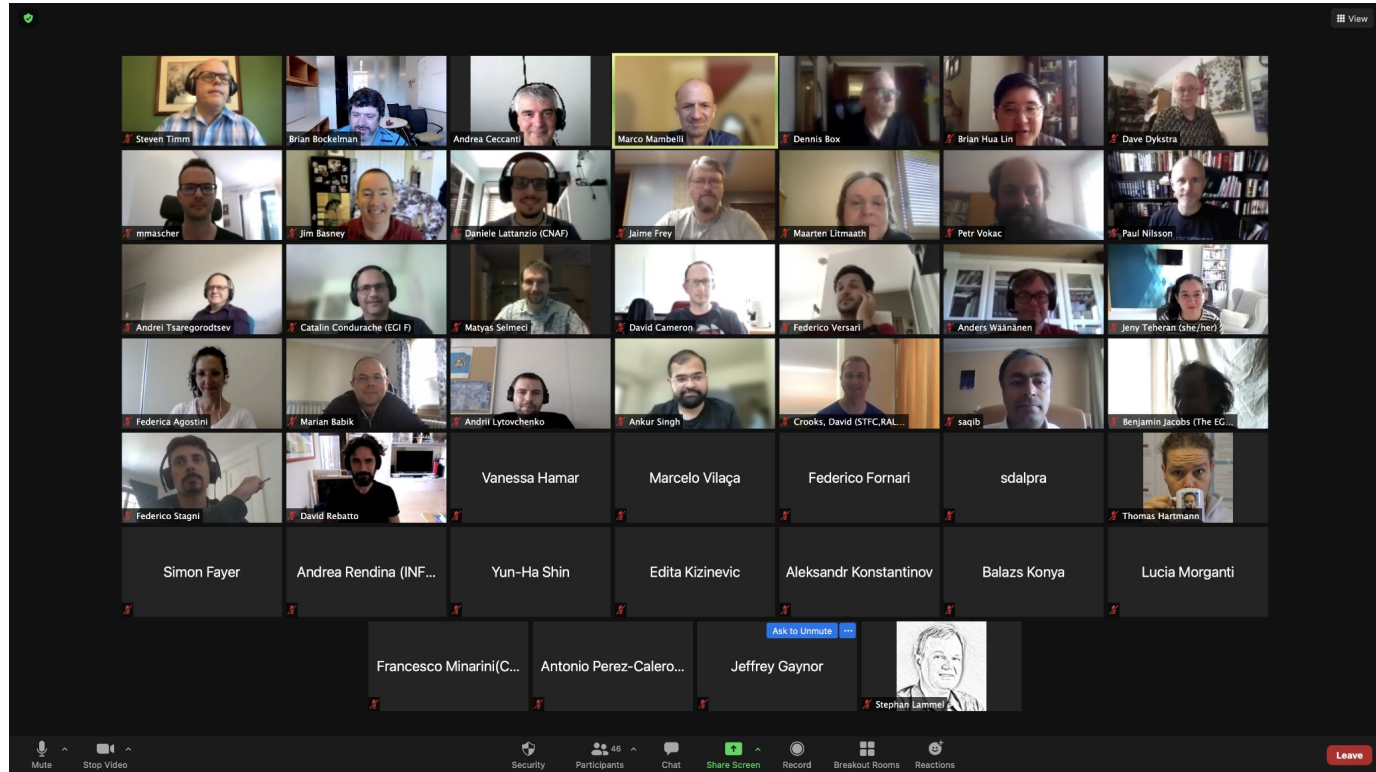 View
Steven Timm
Brian Bockelman
Andrea Ceccanti
Marco Mambelli
Dennis Box
Brian Hua Lin
Dave Dykstra
mmascher
Jim Basney
Daniele Lattanzio (CNAF)
Jaime Frey
Maarten Litmaath
Petr Vokac
Paul Nilsson
Andrei Tsaregorodtsev
Catalin Condurache (EGI F)
Matyas Selmeci
David Cameron
Federico Versari
Anders Wäänänen
Jeny Teheran (she/her)
Federica Agostini
Marian Babik
Andrii Lytovchenko
Ankur Singh
Crooks, David (STFC,RAL...
saqib
Benjamin Jacobs (The EG...
Federico Stagni
David Rebatto
Vanessa Hamar
Marcelo Vilaça
Federico Fornari
sdalpra
Thomas Hartmann
Simon Fayer
Andrea Rendina (INF...
Yun-Ha Shin
Edita Kizinevic
Aleksandr Konstantinov
Balazs Konya
Lucia Morganti
Ask to Unmute ...
Francesco Minarini(C...
Antonio Perez-Calero...
Jeffrey Gaynor
Stephan Lammel
Mute
Stop Video
Security
46
Participants
Chat
Share Screen
Record
Breakout Rooms
Reactions
Leave